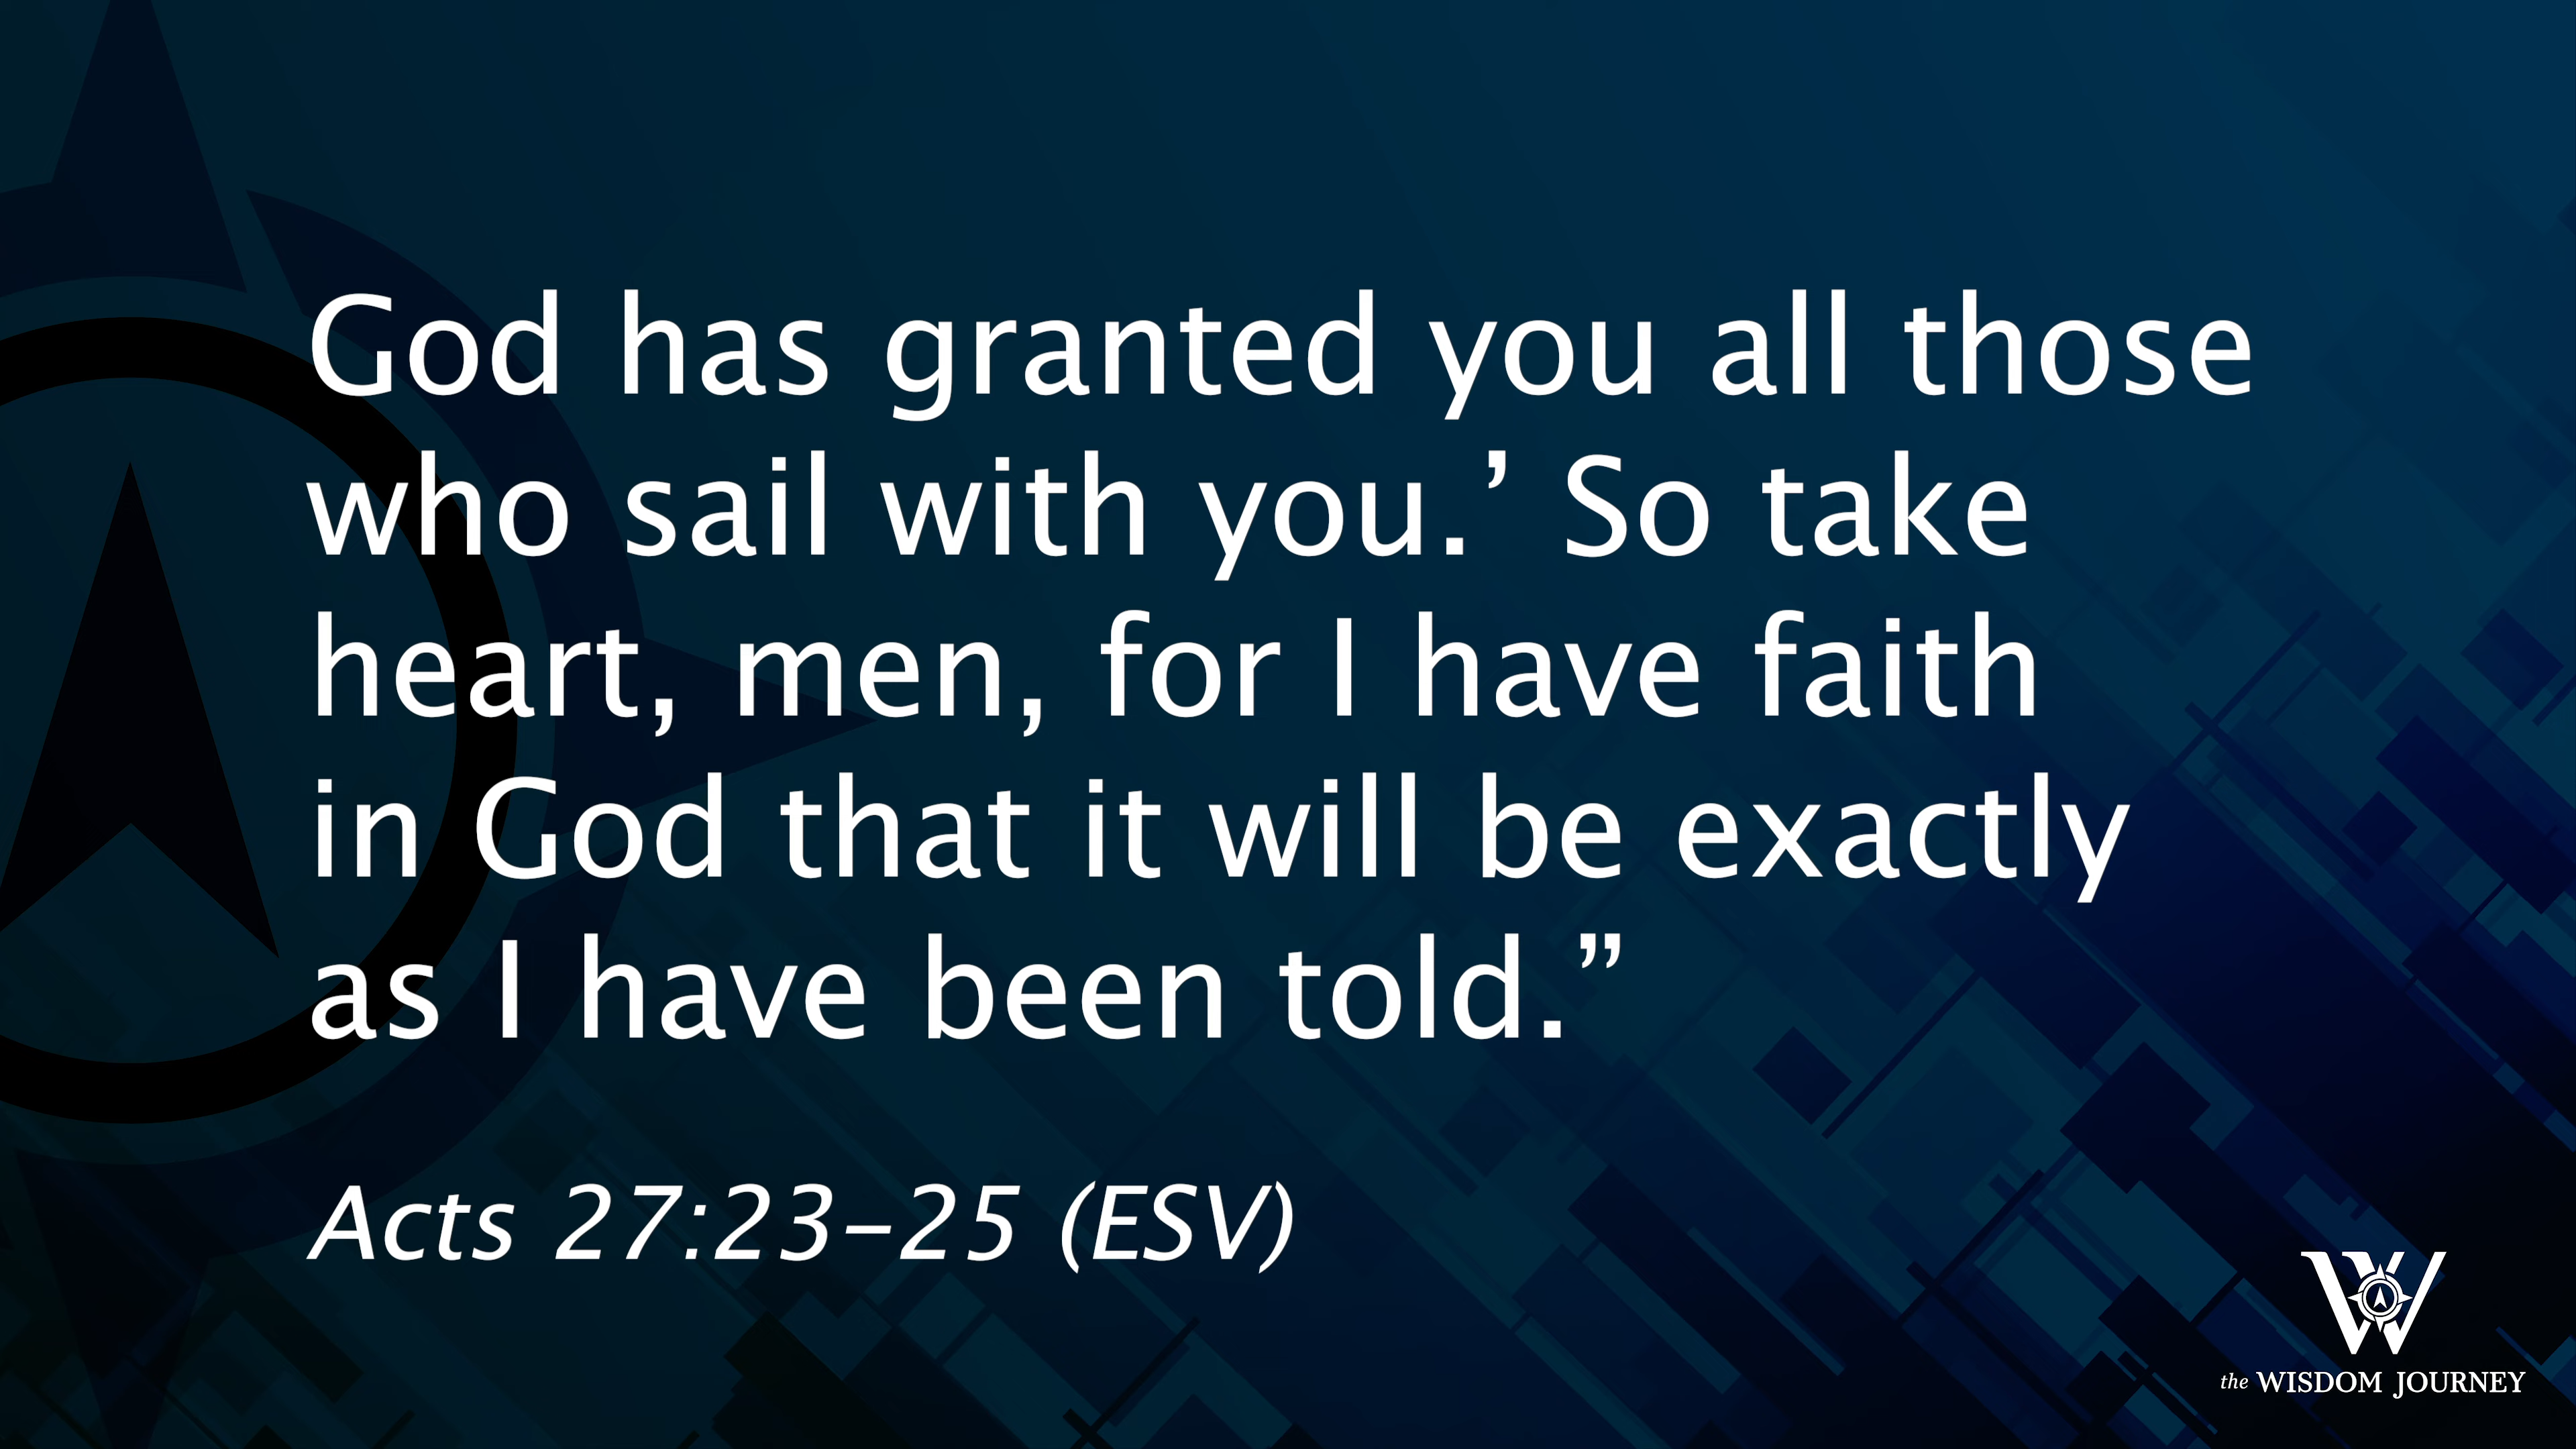 God has granted you all those
who sail with you.’ So take
heart, men, for I have faith
in God that it will be exactly
as I have been told.”
Acts 27:23–25 (ESV)
W
the WISDOM JOURNEY